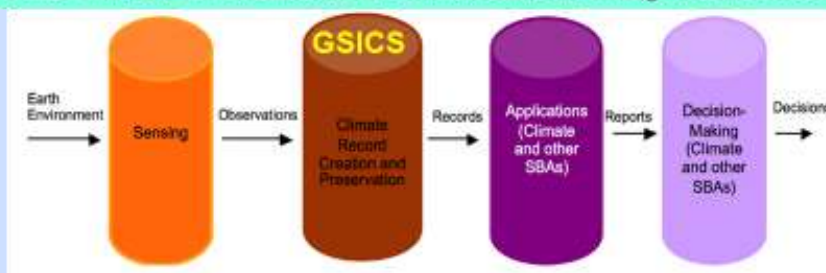 GSICS
Earth
Environment
Sensing
Observations
Climate
Record
Creation and
Preservation
Records
Applications
(Climate
and other
SBAs)
Reports
Decision-
Making
(Climate
and other
SBAs)